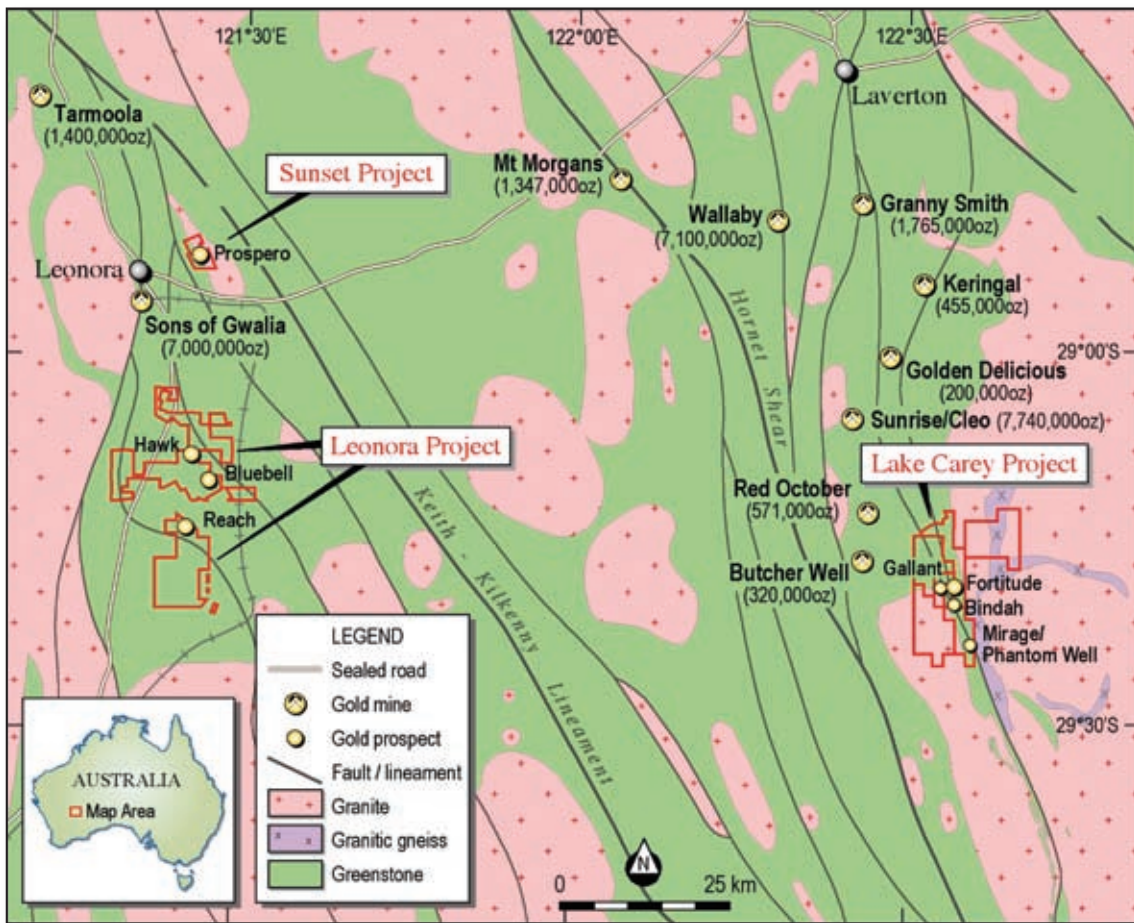 121°30'E
122°00'E
122°30'E
Tarmoola
(1,400,000oz)
Laverton
Sunset Project
Mt Morgans
(1,347,000oz)
Wallaby
(7,100,000oz)
Granny Smith
(1,765,000oz)
Prospero
Leonora
Keringal
(455,000oz)
Sons of Gwalia
(7,000,000oz)
Hornet Shear
29°00'S
Golden Delicious
(200,000oz)
Sunrise/Cleo (7,740,000oz)
Hawk
Leonora Project
Bluebell
Lake Carey Project
Reach
Keith - Kilkenny Lineament
Red October
(571,000oz)
Butcher Well
(320,000oz)
Gallant
Fortitude
Bindah
Mirage/
Phantom Well
29°30'S
LEGEND
Sealed road
Gold mine
Gold prospect
Fault / lineament
Granite
Granitic gneiss
Greenstone
AUSTRALIA
Map Area
N
0 25 km